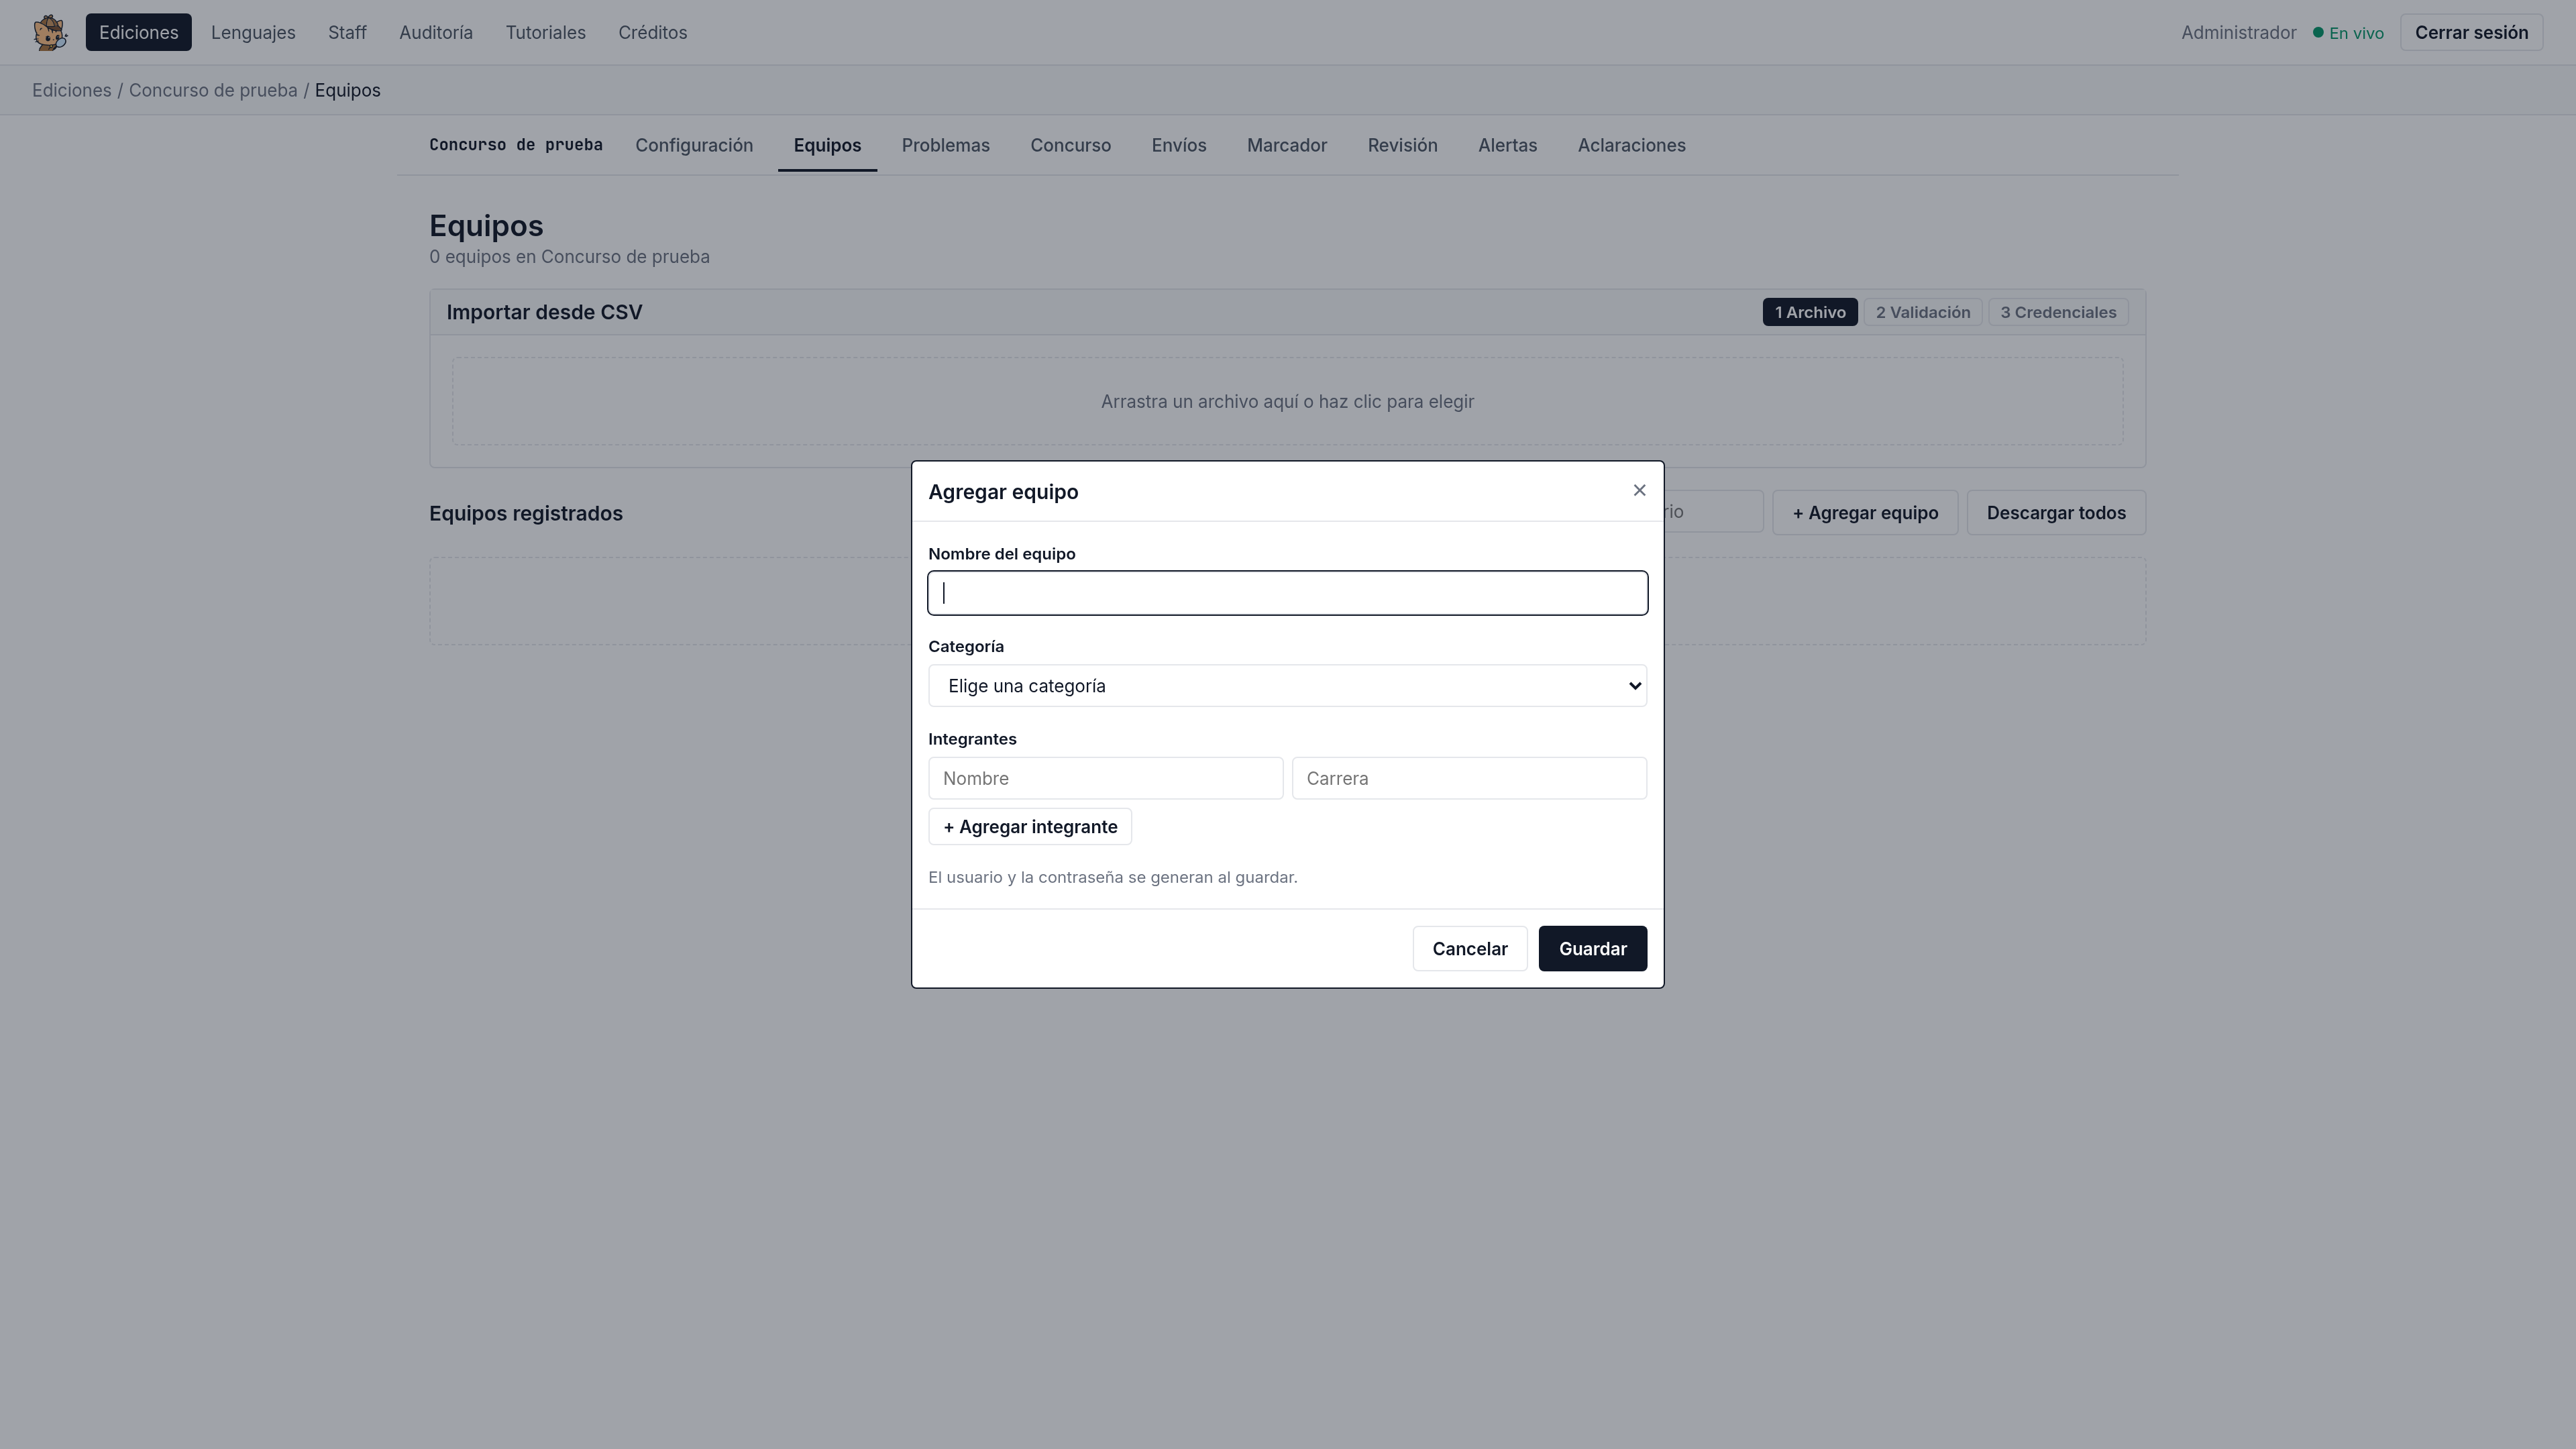 Ediciones Lenguajes Staff Auditoría Tutoriales Créditos Administrador En vivo Cerrar sesión
Ediciones / Concurso de prueba / Equipos
Concurso de prueba Configuración Equipos Problemas Concurso Envíos Marcador Revisión Alertas Aclaraciones
Equipos
0 equipos en Concurso de prueba
Importar desde CSV 1 Archivo 2 Validación 3 Credenciales
Arrastra un archivo aquí o haz clic para elegir
Equipos registrados + Agregar equipo Descargar todos
Agregar equipo ×
Nombre del equipo
Categoría
Elige una categoría
Integrantes
Nombre Carrera
+ Agregar integrante
El usuario y la contraseña se generan al guardar.
Cancelar Guardar